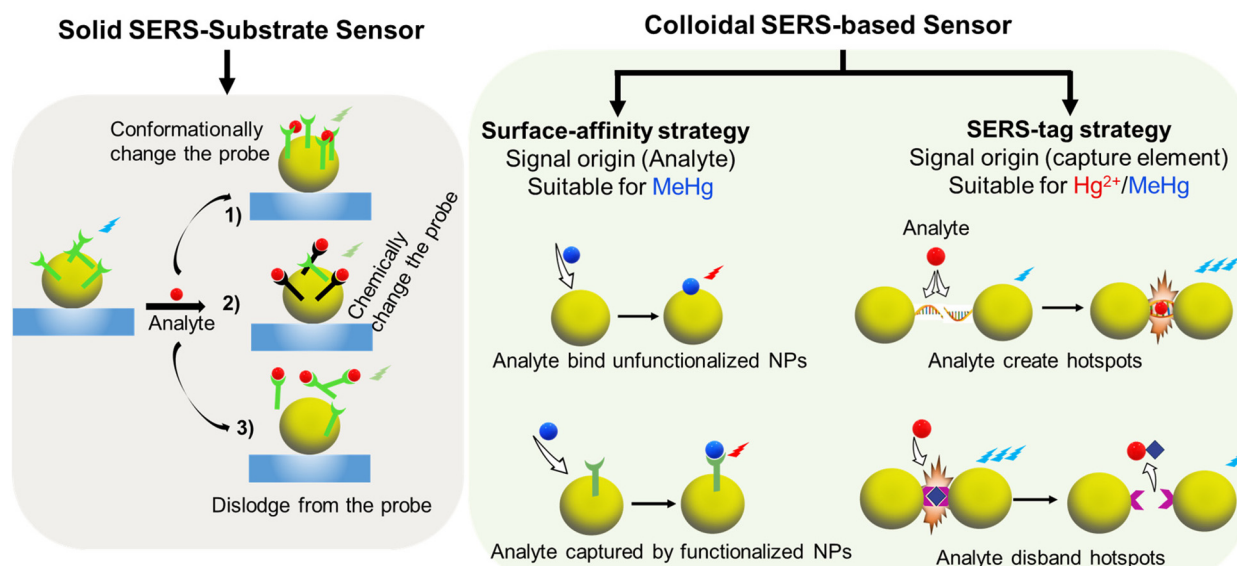 Solid SERS-Substrate Sensor
Conformationally
change the probe
1)
Analyte
2)
Chemically
change the probe
3)
Dislodge from the probe
Colloidal SERS-based Sensor
Surface-affinity strategy
Signal origin (Analyte)
Suitable for MeHg
Analyte bind unfunctionalized NPs
Analyte captured by functionalized NPs
SERS-tag strategy
Signal origin (capture element)
Suitable for Hg²⁺/MeHg
Analyte
Analyte create hotspots
Analyte disband hotspots